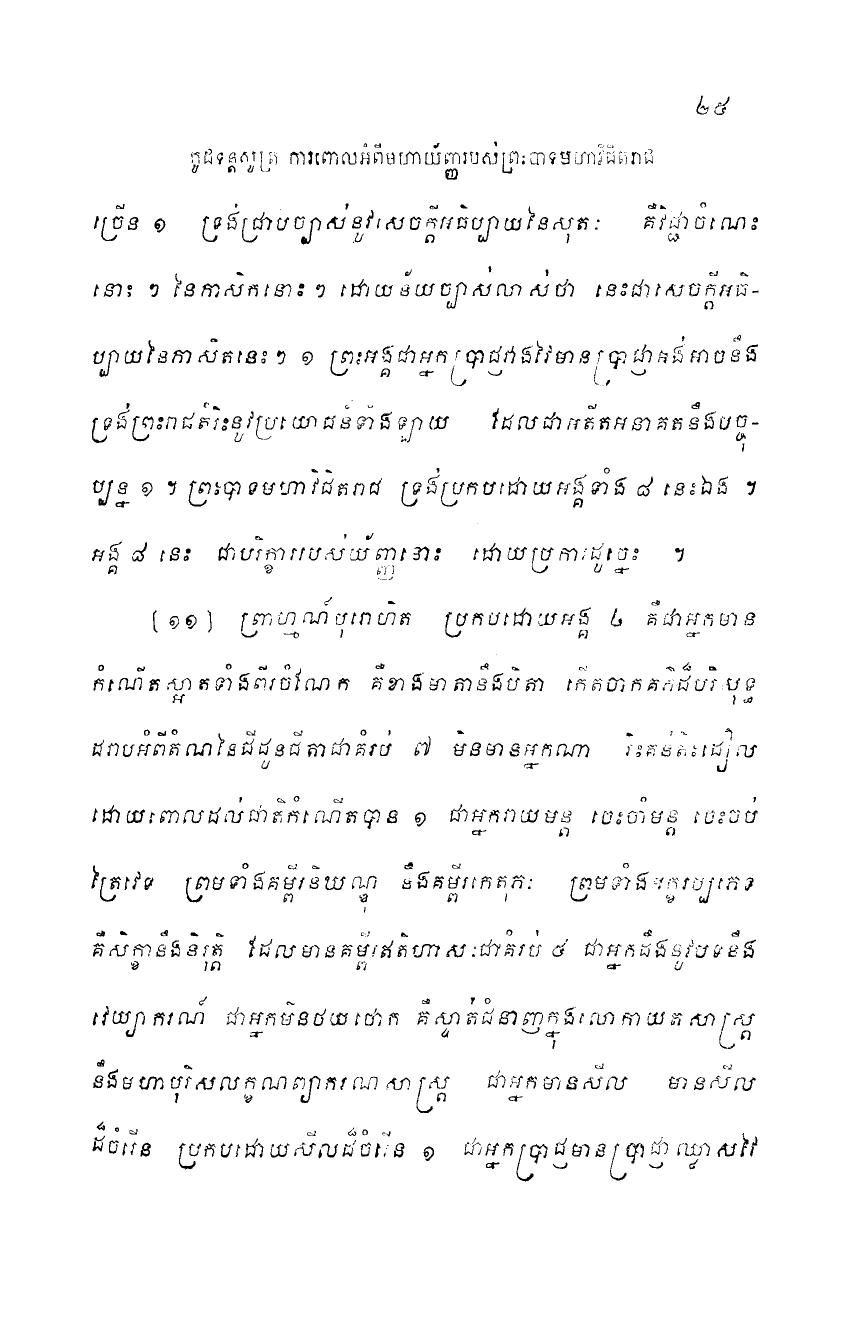 ២៥
កូដទន្តសូត្រ ការពោលអំពីមហាយ័ញ្ញរបស់ព្រះបាទមហាវិជិតរាជ
ច្រើន ១ ទ្រង់ជ្រាបច្បាស់នូវសេចក្តីអធិប្បាយនៃសុតៈ គឺវិជ្ជាចំណេះ
នោះ ៗ នៃភាសិតនោះ ៗ ដោយន័យច្បាស់លាស់ថា នេះជាសេចក្តីអធិ-
ប្បាយនៃភាសិតនេះ ៗ ១ ព្រះអង្គជាអ្នកប្រាជ្ញវាងវៃមានប្រាជ្ញាអង់អាចនឹង
ទ្រង់ព្រះរាជតំរិះនូវប្រយោជន៍ទាំងឡាយ ដែលជាអតីតអនាគតនឹងបច្ចុ-
ប្បន្ន ១ ។ ព្រះបាទមហាវិជិតរាជ ទ្រង់ប្រកបដោយអង្គទាំង ៨ នេះឯង ។
អង្គ ៨ នេះ ជាបរិក្ខាររបស់យ័ញ្ញនោះ ដោយប្រការដូច្នេះ ។
(១១) ព្រាហ្មណ៍បុរោហិត ប្រកបដោយអង្គ ៤ គឺជាអ្នកមាន
កំណើតស្អាតទាំងពីរចំណែក គឺខាងមាតានឹងបិតា កើតចាកគភ៌ដ៏បរិសុទ្ធ
ដរាបអំពីតំណនៃជីដូនជីតាជាគំរប់ ៧ មិនមានអ្នកណា រិះគន់តិះដៀល
ដោយពោលដល់ជាតិកំណើតបាន ១ ជាអ្នករាយមន្ត ចេះចាំមន្ត ចេះចប់
ត្រៃវេទ ព្រមទាំងគម្ពីរនិឃណ្ឌុ នឹងគម្ពីរកេតុភៈ ព្រមទាំងអក្ខរប្បភេទ
គឺសិក្ខានឹងនិរុត្តិ ដែលមានគម្ពីរឥតិហាសៈជាគំរប់ ៥ ជាអ្នកដឹងនូវបទនឹង
វេយ្យាករណ៍ ជាអ្នកមិនថយថោក គឺស្ទាត់ជំនាញក្នុងលោកាយតសាស្ត្រ
នឹងមហាបុរិសលក្ខណព្យាករណសាស្ត្រ ជាអ្នកមានសីល មានសីល
ដ៏ចំរើន ប្រកបដោយសីលដ៏ចំរើន ១ ជាអ្នកប្រាជ្ញមានប្រាជ្ញាឈ្លាសវៃ